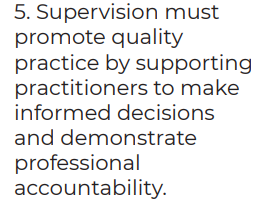 5. Supervision must
promote quality
practice by supporting
practitioners to make
informed decisions
and demonstrate
professional
accountability.